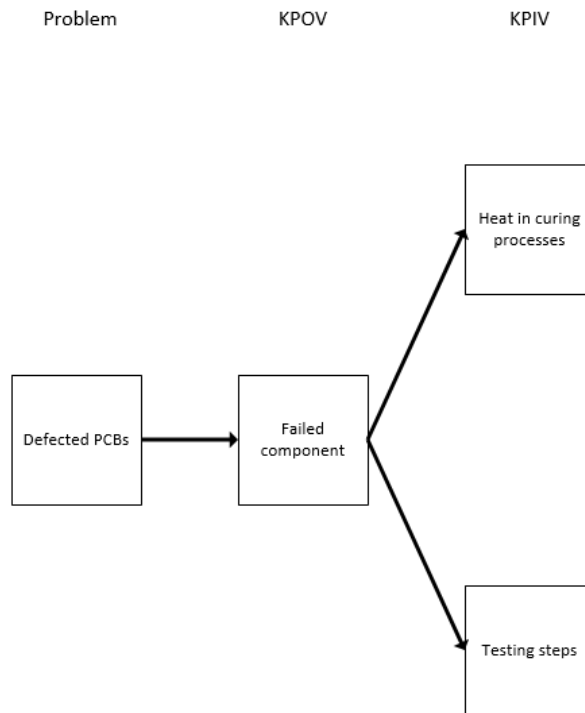 Problem KPOV KPIV
Heat in curing
processes
Defected PCBs
Failed
component
Testing steps